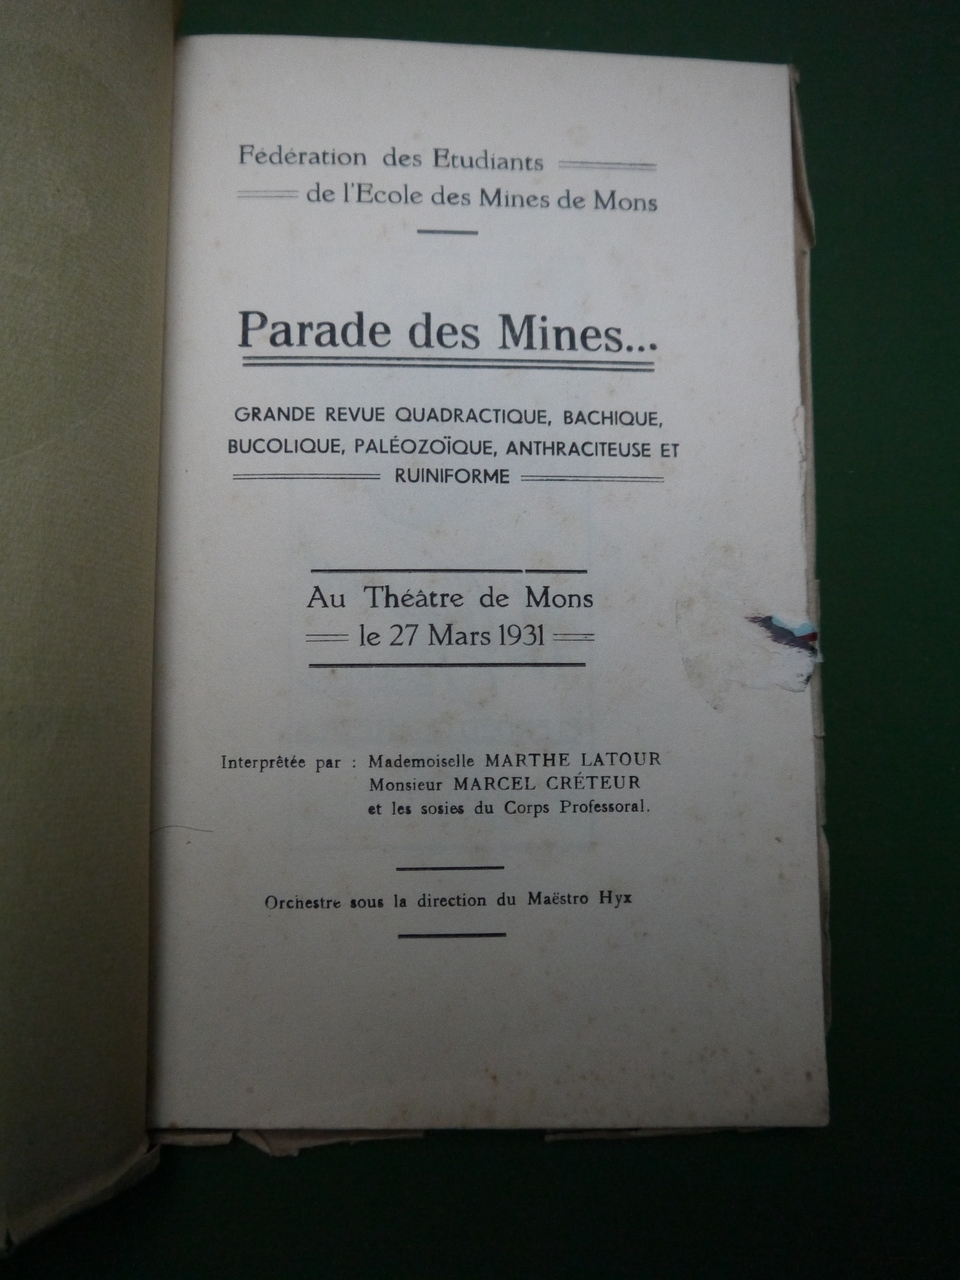 Fédération des Etudiants
de l'Ecole des Mines de Mons
Parade des Mines...
GRANDE REVUE QUADRACTIQUE, BACHIQUE,
BUCOLIQUE, PALÉOZOÏQUE, ANTHRACITEUSE ET
RUINIFORME
Au Théâtre de Mons
le 27 Mars 1931
Interprêtée par : Mademoiselle MARTHE LATOUR
Monsieur MARCEL CRÉTEUR
et les sosies du Corps Professoral.
Orchestre sous la direction du Maëstro Hyx